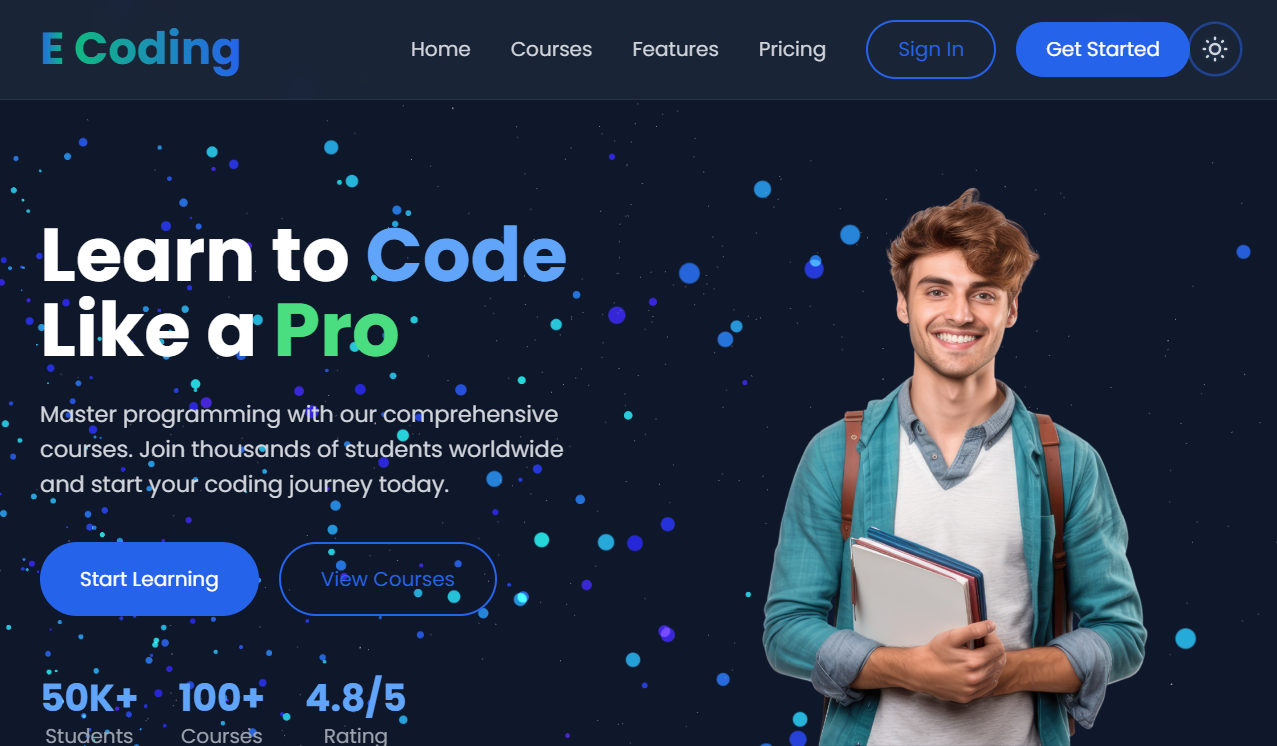 E Coding
Home Courses Features Pricing Sign In Get Started
Learn to Code
Like a Pro
Master programming with our comprehensive
courses. Join thousands of students worldwide
and start your coding journey today.
Start Learning View Courses
50K+ 100+ 4.8/5
Students Courses Rating